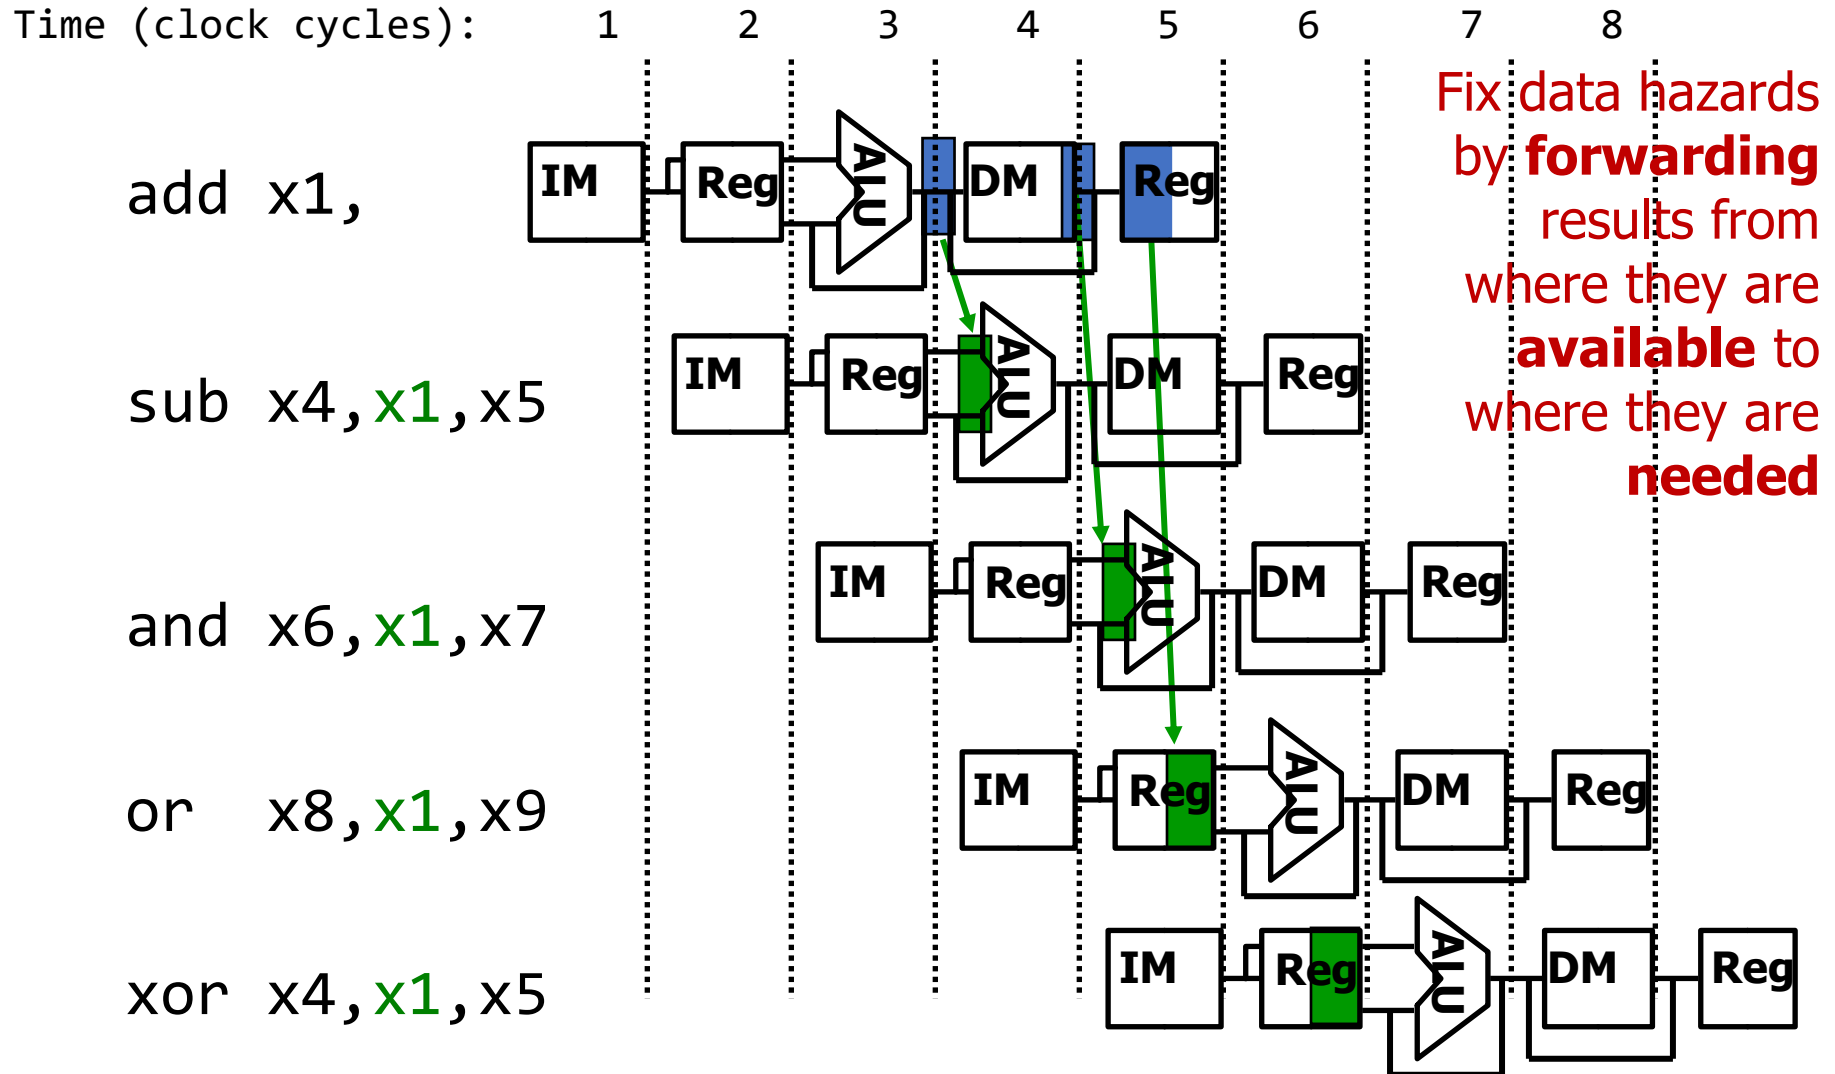 Time (clock cycles): 1 2 3 4 5 6 7 8
Fix data hazards
by forwarding
results from
where they are
available to
where they are
needed
add x1,
IM Reg ALU DM Reg
sub x4,x1,x5
IM Reg ALU DM Reg
and x6,x1,x7
IM Reg ALU DM Reg
or x8,x1,x9
IM Reg ALU DM Reg
xor x4,x1,x5
IM Reg ALU DM Reg